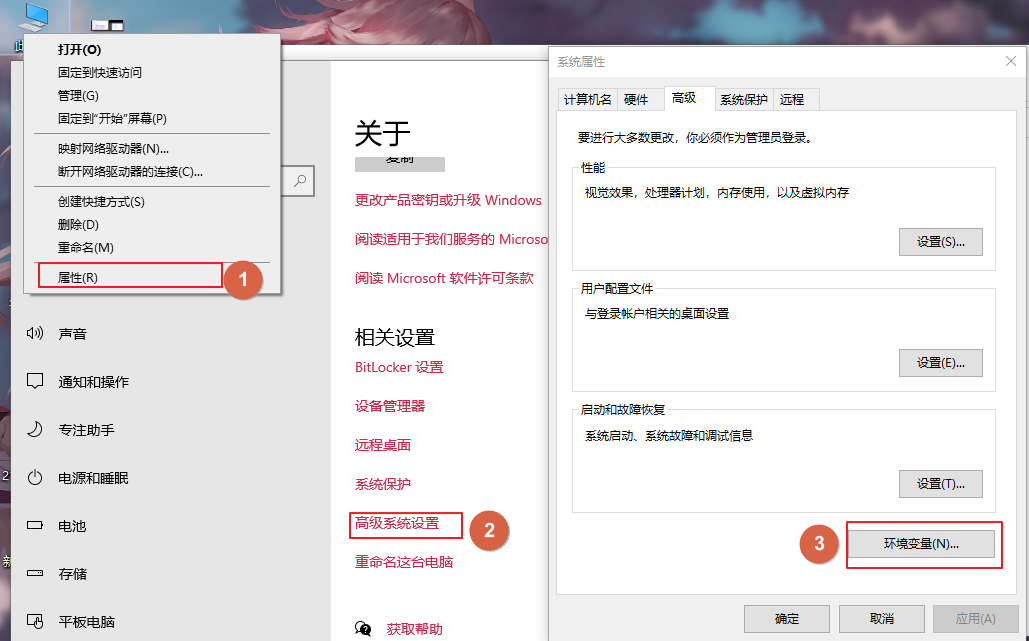 打开(O)
固定到快速访问
管理(G)
固定到"开始"屏幕(P)
映射网络驱动器(N)...
断开网络驱动器的连接(C)...
创建快捷方式(S)
删除(D)
重命名(M)
属性(R)
1
声音
通知和操作
专注助手
电源和睡眠
电池
存储
平板电脑
关于
复制
更改产品密钥或升级 Windows
阅读适用于我们服务的 Microso
阅读 Microsoft 软件许可条款
相关设置
BitLocker 设置
设备管理器
远程桌面
系统保护
高级系统设置
2
重命名这台电脑
获取帮助
系统属性
计算机名 硬件 高级 系统保护 远程
要进行大多数更改，你必须作为管理员登录。
性能
视觉效果，处理器计划，内存使用，以及虚拟内存
设置(S)...
用户配置文件
与登录帐户相关的桌面设置
设置(E)...
启动和故障恢复
系统启动、系统故障和调试信息
设置(T)...
3
环境变量(N)...
确定 取消 应用(A)